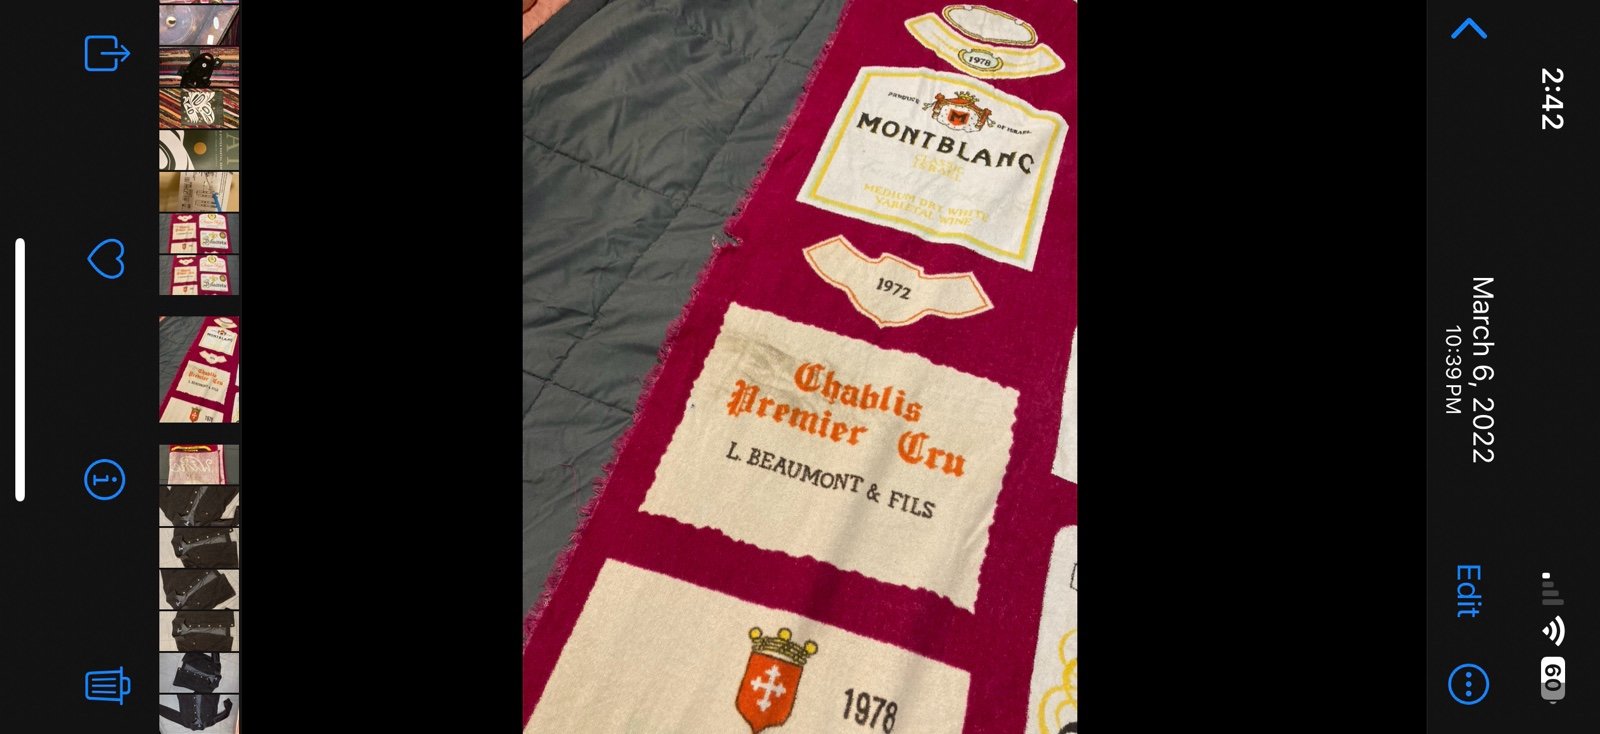 2:42
March 6, 2022
10:39 PM
Edit
60
1978
PRODUCE OF ISRAEL
M
MONTBLANC
CLASSIC
ISRAEL
MEDIUM DRY WHITE
VARIETAL WINE
1972
Chablis
Premier Cru
L. BEAUMONT & FILS
1978